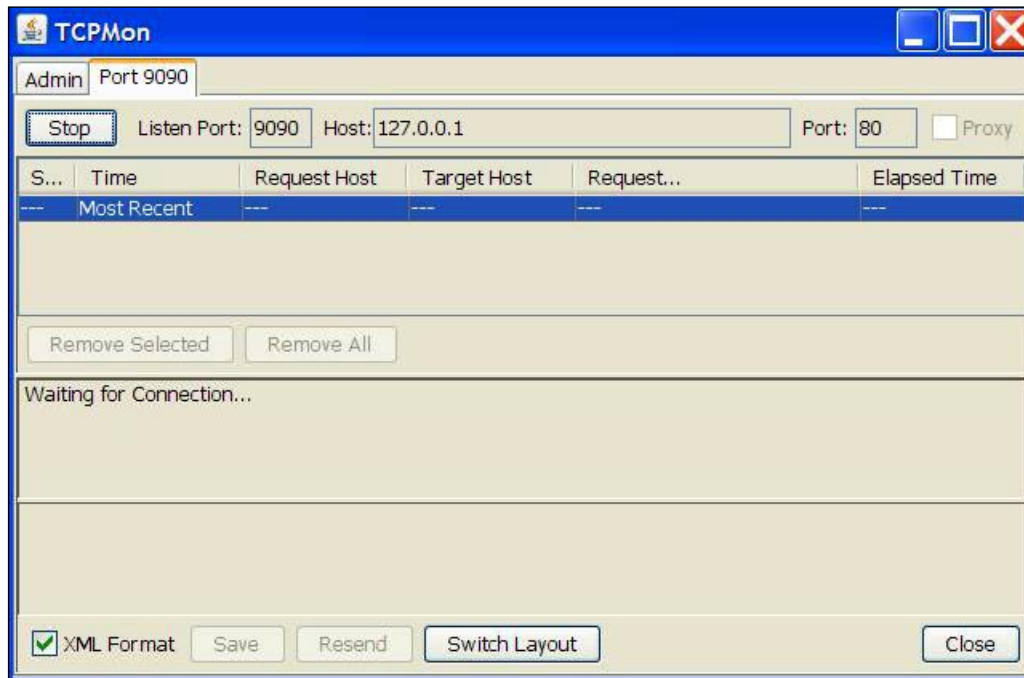 TCPMon
Admin Port 9090
Stop Listen Port: 9090 Host: 127.0.0.1 Port: 80 Proxy
S... Time Request Host Target Host Request... Elapsed Time
--- Most Recent --- --- --- ---
Remove Selected Remove All
Waiting for Connection...
XML Format Save Resend Switch Layout Close